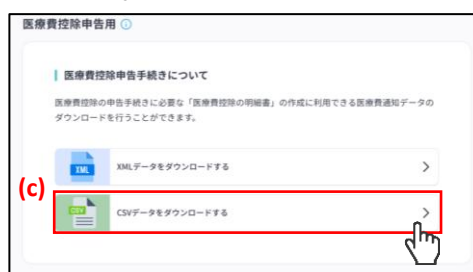 医療費控除申告用 ⓘ
医療費控除申告手続きについて
医療費控除の申告手続きに必要な「医療費控除の明細書」の作成に利用できる医療費通知データの
ダウンロードを行うことができます。
XML XMLデータをダウンロードする
(c)
CSV CSVデータをダウンロードする